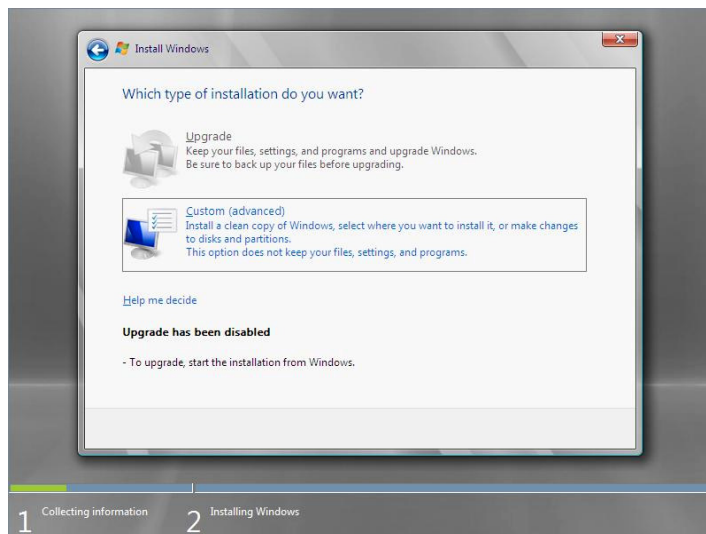 Install Windows
Which type of installation do you want?
Upgrade
Keep your files, settings, and programs and upgrade Windows.
Be sure to back up your files before upgrading.
Custom (advanced)
Install a clean copy of Windows, select where you want to install it, or make changes
to disks and partitions.
This option does not keep your files, settings, and programs.
Help me decide
Upgrade has been disabled
- To upgrade, start the installation from Windows.
1 Collecting information 2 Installing Windows